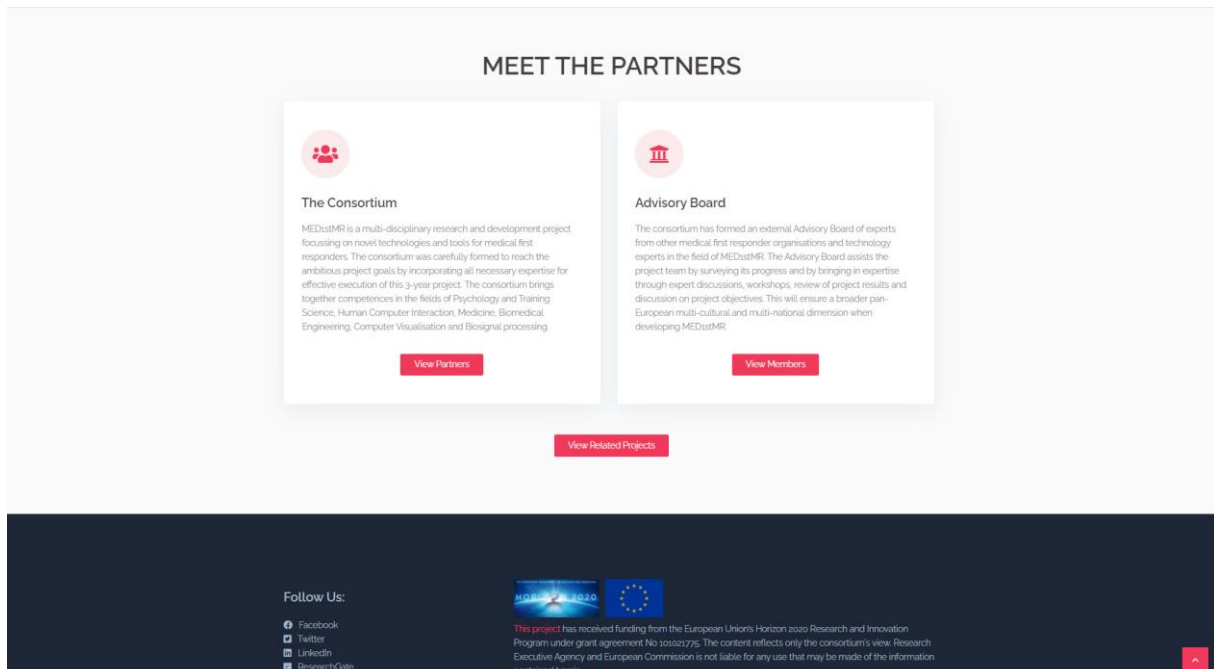 MEET THE PARTNERS
The Consortium
MED1stMR is a multi-disciplinary research and development project
focussing on novel technologies and tools for medical first
responders. The consortium was carefully formed to reach the
ambitious project goals by incorporating all necessary expertise for
effective execution of this 3-year project. The consortium brings
together competences in the fields of Psychology and Training
Science, Human Computer Interaction, Medicine, Biomedical
Engineering, Computer Visualisation and Biosignal processing.
View Partners
Advisory Board
The consortium has formed an external Advisory Board of experts
from other medical first responder organisations and technology
experts in the field of MED1stMR. The Advisory Board assists the
project team by surveying its progress and by bringing in expertise
through expert discussions, workshops, review of project results and
discussion on project objectives. This will ensure a broader pan-
European multi-cultural and multi-national dimension when
developing MED1stMR.
View Members
View Related Projects
Follow Us:
Facebook
Twitter
LinkedIn
ResearchGate
HORIZON 2020
This project has received funding from the European Union's Horizon 2020 Research and Innovation
Program under grant agreement No 101021775. The content reflects only the consortium's view. Research
Executive Agency and European Commission is not liable for any use that may be made of the information
contained herein.